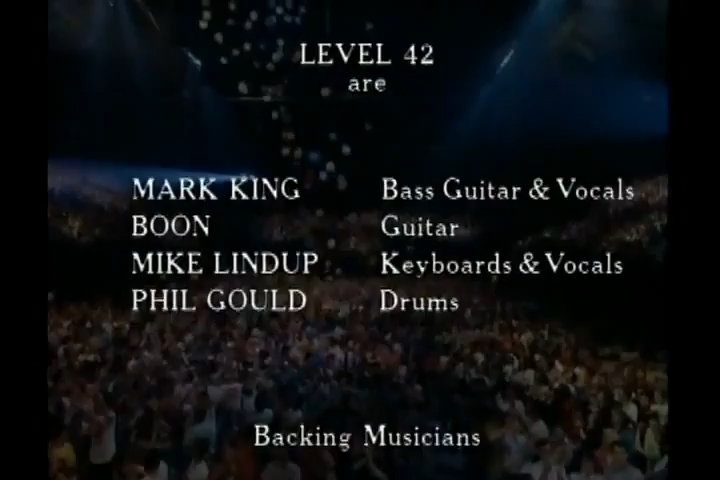 LEVEL 42
are
MARK KING Bass Guitar & Vocals
BOON Guitar
MIKE LINDUP Keyboards & Vocals
PHIL GOULD Drums
Backing Musicians